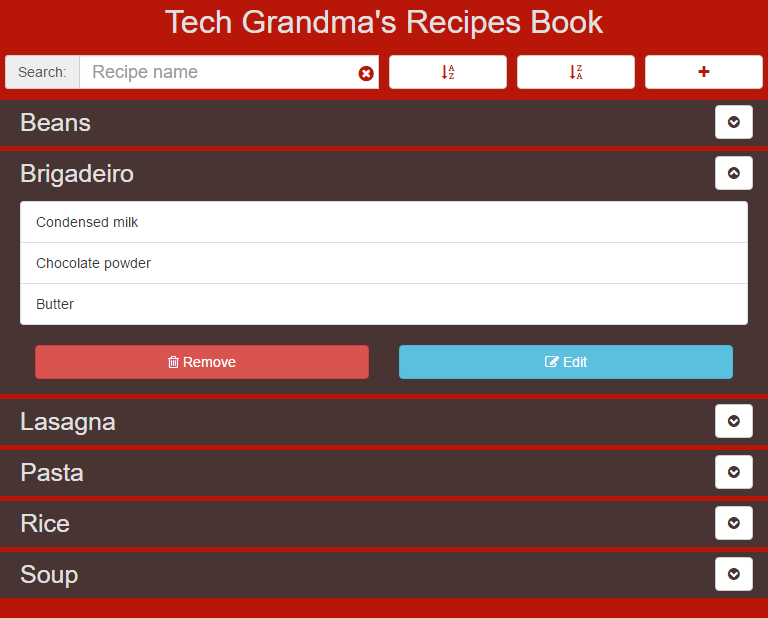 Tech Grandma's Recipes Book
Search: Recipe name
Beans
Brigadeiro
Condensed milk
Chocolate powder
Butter
Remove Edit
Lasagna
Pasta
Rice
Soup